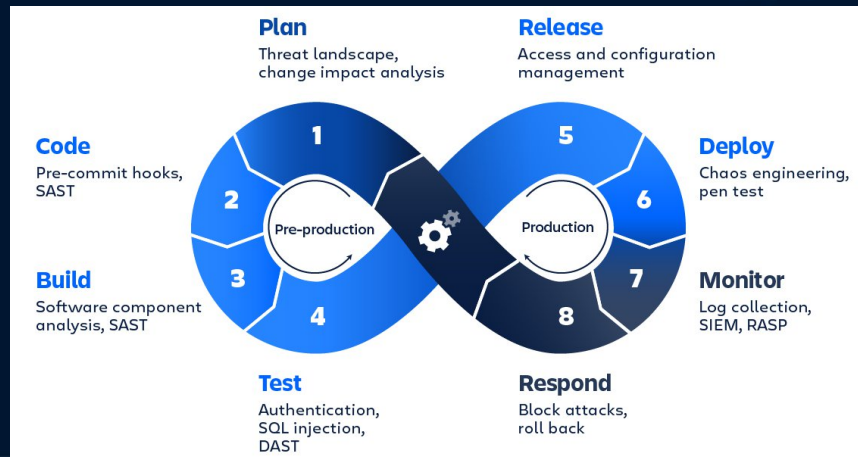 Plan
Threat landscape,
change impact analysis
Release
Access and configuration
management
Code
Pre-commit hooks,
SAST
Deploy
Chaos engineering,
pen test
1
2
3
4
5
6
7
8
Pre-production
Production
Build
Software component
analysis, SAST
Monitor
Log collection,
SIEM, RASP
Test
Authentication,
SQL injection,
DAST
Respond
Block attacks,
roll back